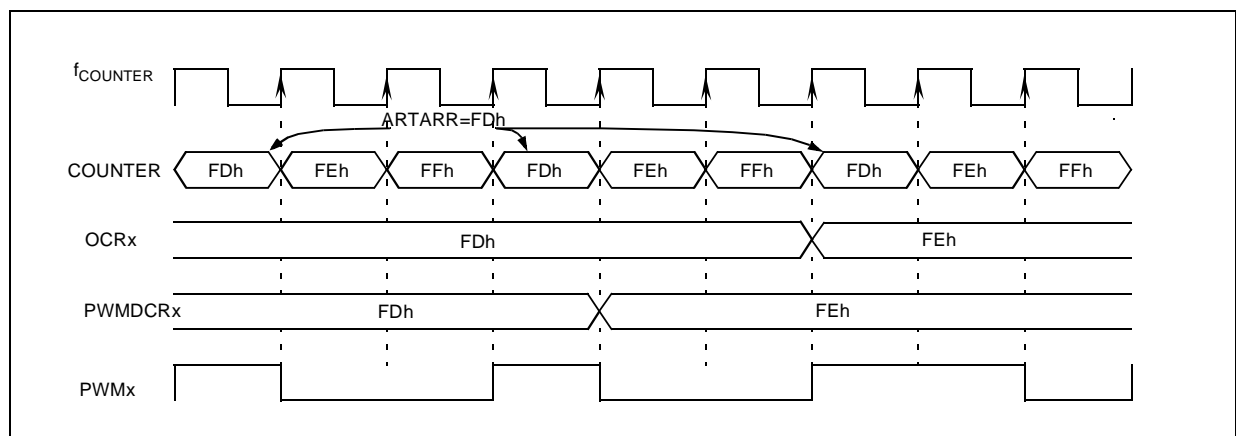 fCOUNTER
ARTARR=FDh
COUNTER FDh FEh FFh FDh FEh FFh FDh FEh FFh
OCRx FDh FEh
PWMDCRx FDh FEh
PWMx